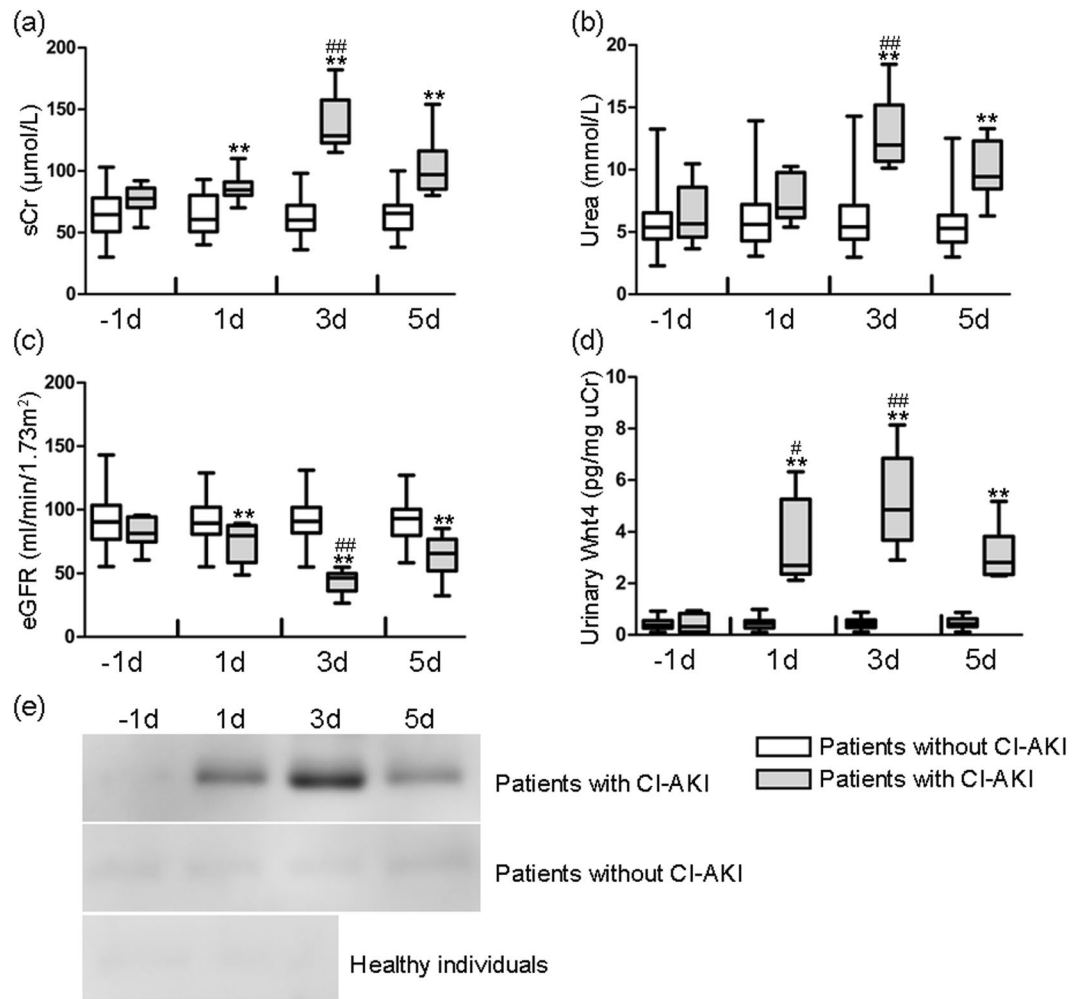 (a)
200
150
100
50
0
sCr (μmol/L)
**
##
**
**
-1d 1d 3d 5d
(b)
20
15
10
5
0
Urea (mmol/L)
##
**
**
-1d 1d 3d 5d
(c)
200
150
100
50
0
eGFR (ml/min/1.73m²)
**
##
**
**
-1d 1d 3d 5d
(d)
10
8
6
4
2
0
Urinary Wnt4 (pg/mg uCr)
#
**
##
**
**
-1d 1d 3d 5d
(e)
-1d 1d 3d 5d
Patients with CI-AKI
Patients without CI-AKI
Healthy individuals
Patients without CI-AKI
Patients with CI-AKI